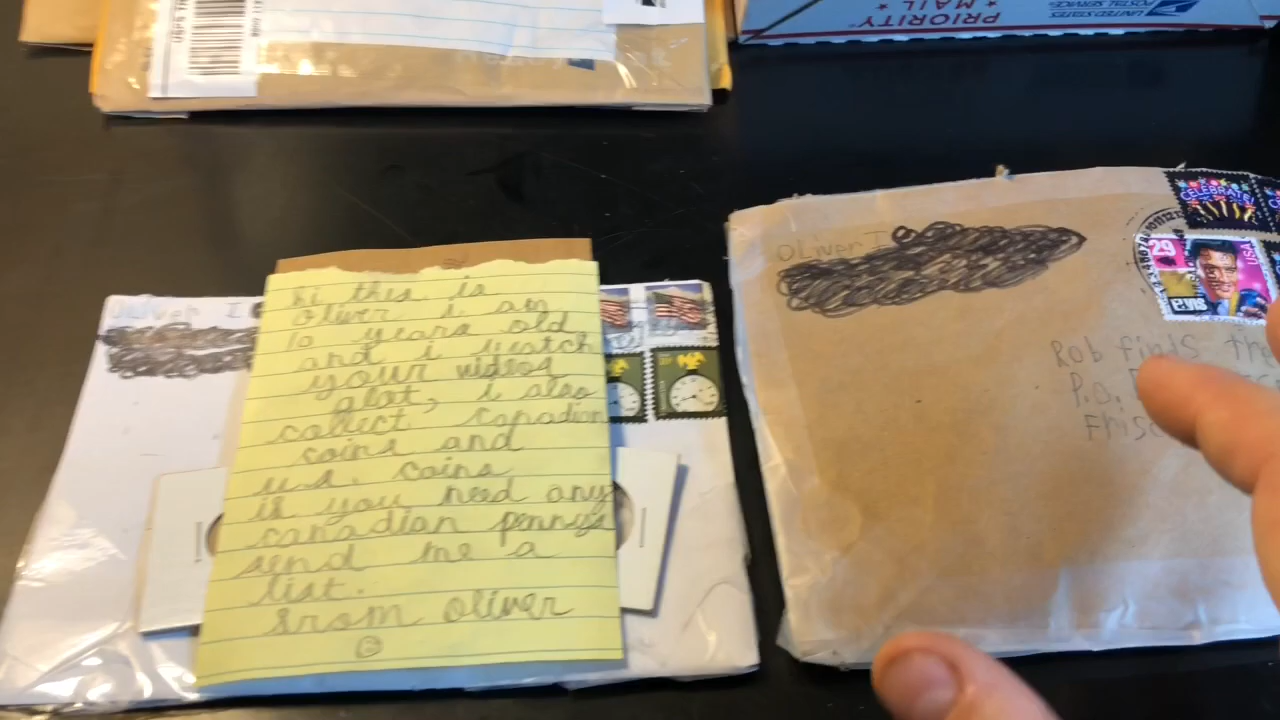 PRIORITY
MAIL
UNITED STATES
POSTAL SERVICE
Oliver I
CELEBRATE
29
USA
ELVIS
Rob finds
P.O.
Oliver I
hi this is
oliver i am
10 years old
and i watch
your videos
alot, i also
collect canadian
coins and
u.s. coins
if you need any
canadian pennys
send me a
list.
from oliver